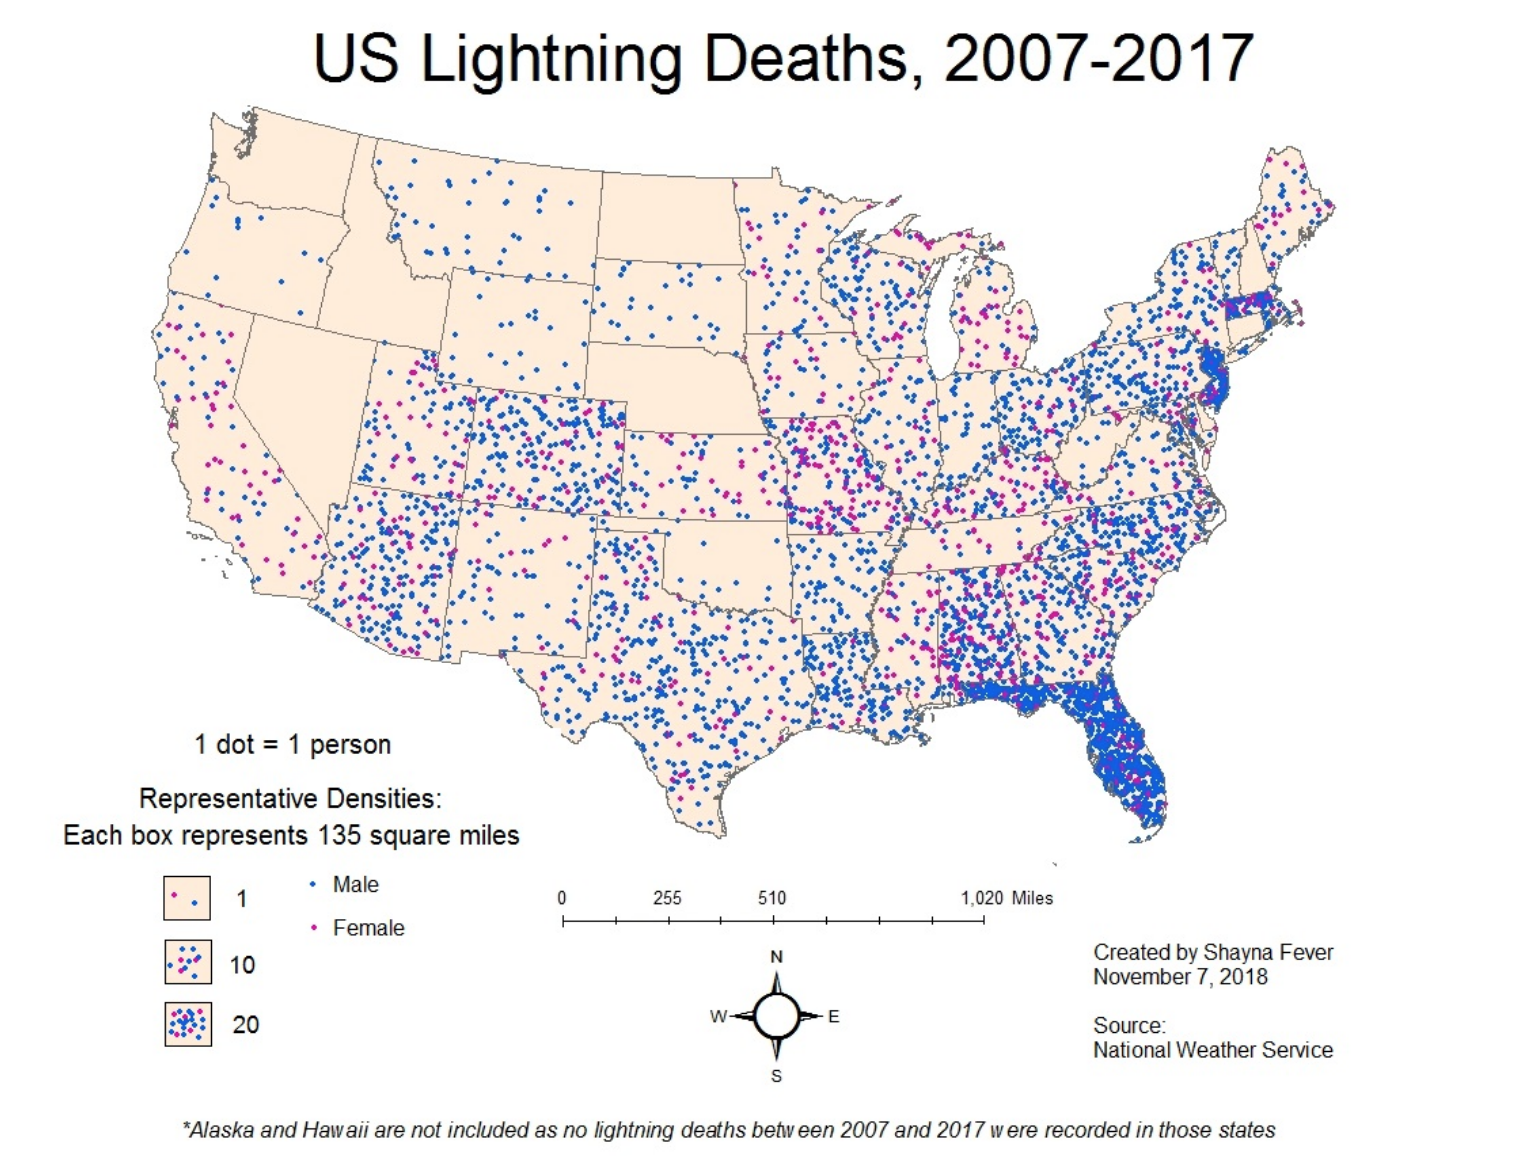 US Lightning Deaths, 2007-2017
1 dot = 1 person
Representative Densities:
Each box represents 135 square miles
1
Male
Female
10
20
0 255 510 1,020 Miles
N
W E
S
Created by Shayna Fever
November 7, 2018
Source:
National Weather Service
*Alaska and Hawaii are not included as no lightning deaths between 2007 and 2017 were recorded in those states